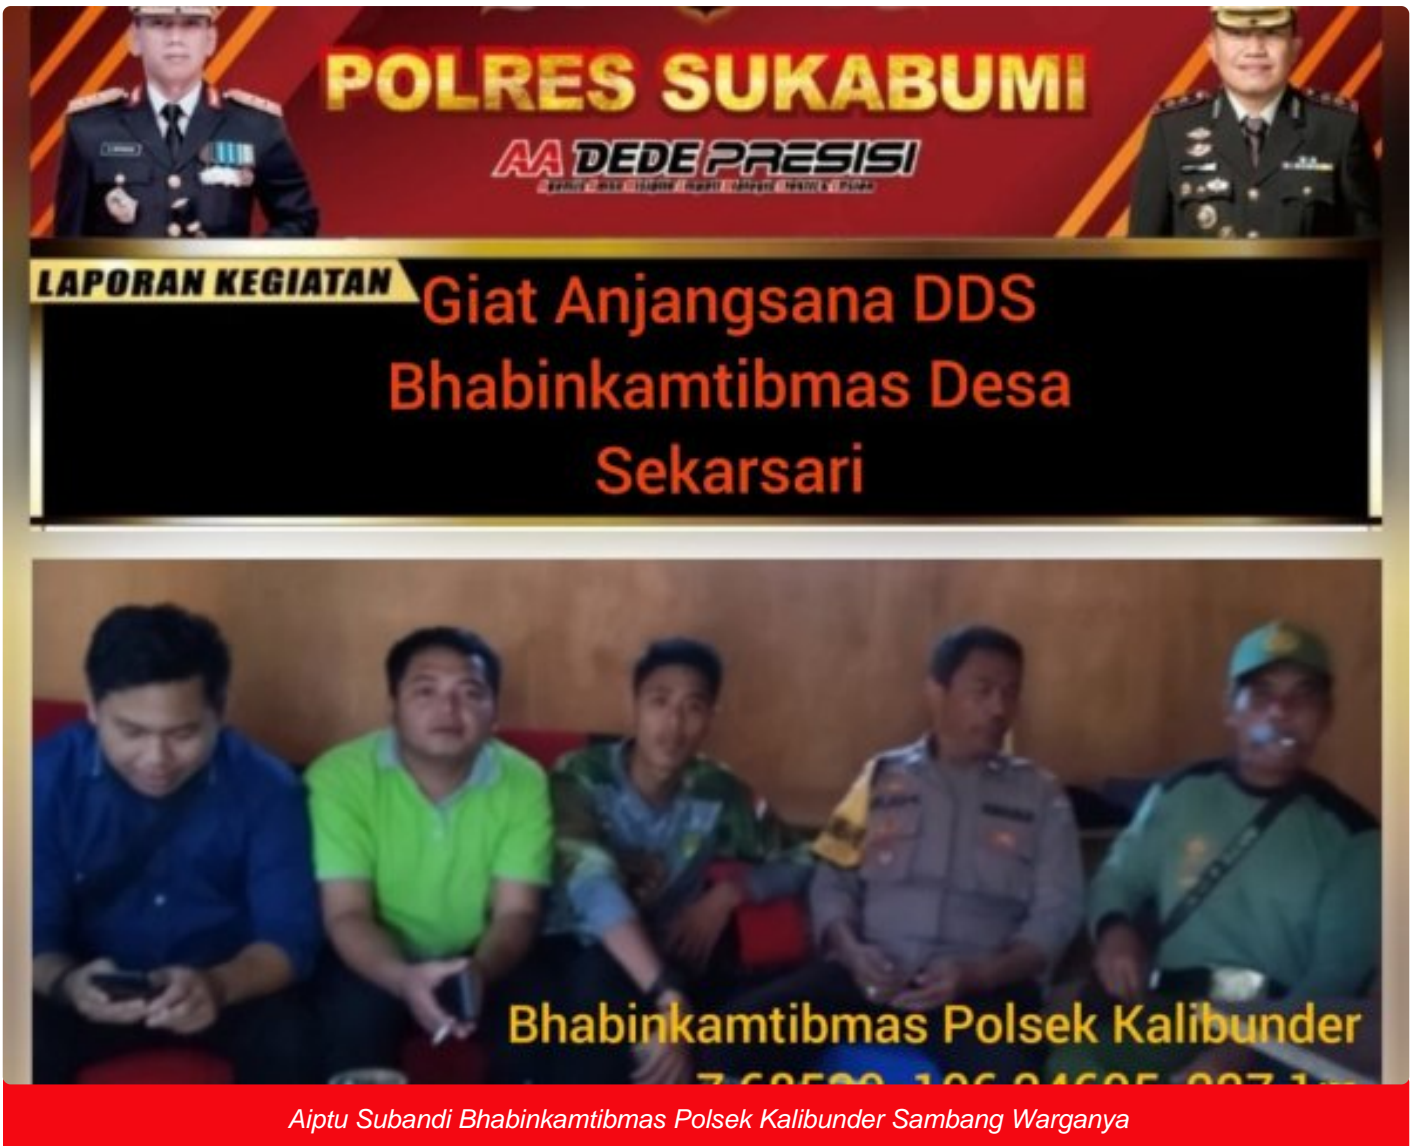 POLRES SUKABUMI
AA DEDE PRESISI
LAPORAN KEGIATAN
Giat Anjangsana DDS
Bhabinkamtibmas Desa
Sekarsari
Bhabinkamtibmas Polsek Kalibunder
Aiptu Subandi Bhabinkamtibmas Polsek Kalibunder Sambang Warganya